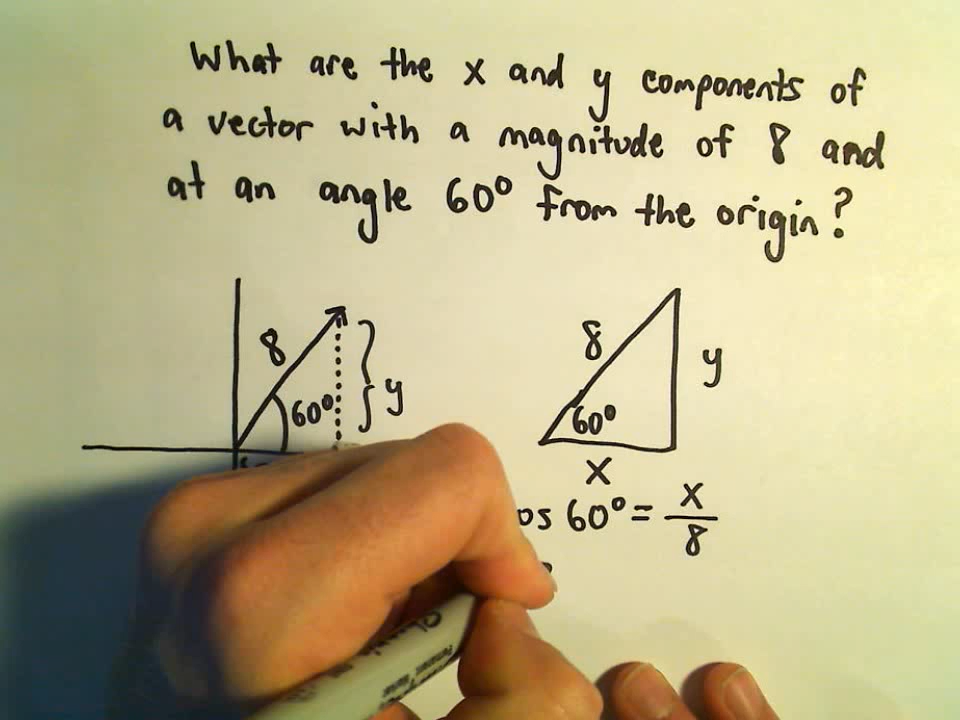 What are the x and y components of
a vector with a magnitude of 8 and
at an angle 60° from the origin?
8
60°
y
8
60°
y
x
os 60° = x/8